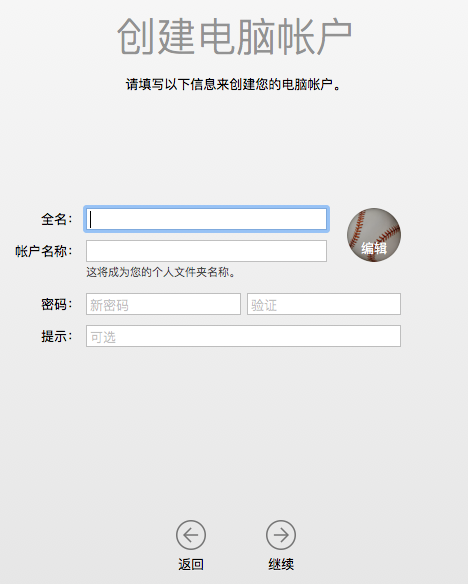 创建电脑帐户
请填写以下信息来创建您的电脑帐户。
全名：
编辑
帐户名称：
这将成为您的个人文件夹名称。
密码： 新密码 验证
提示： 可选
返回 继续